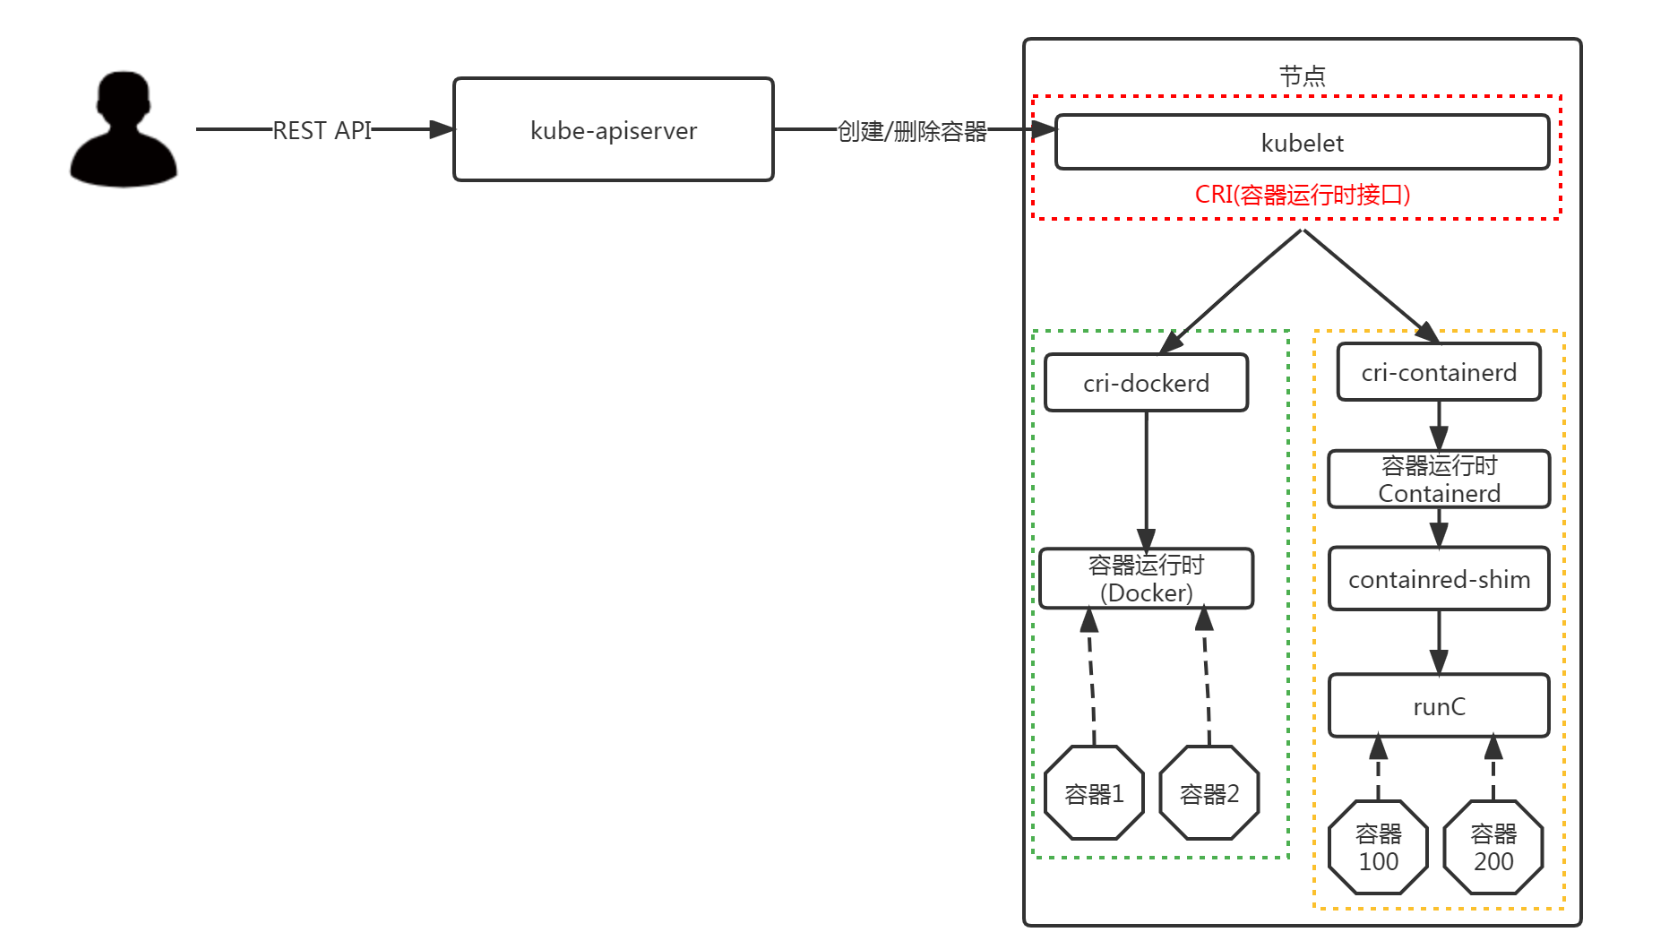 节点
REST API
kube-apiserver
创建/删除容器
kubelet
CRI(容器运行时接口)
cri-dockerd
cri-containerd
容器运行时
Containerd
容器运行时
(Docker)
containred-shim
runC
容器1
容器2
容器
100
容器
200